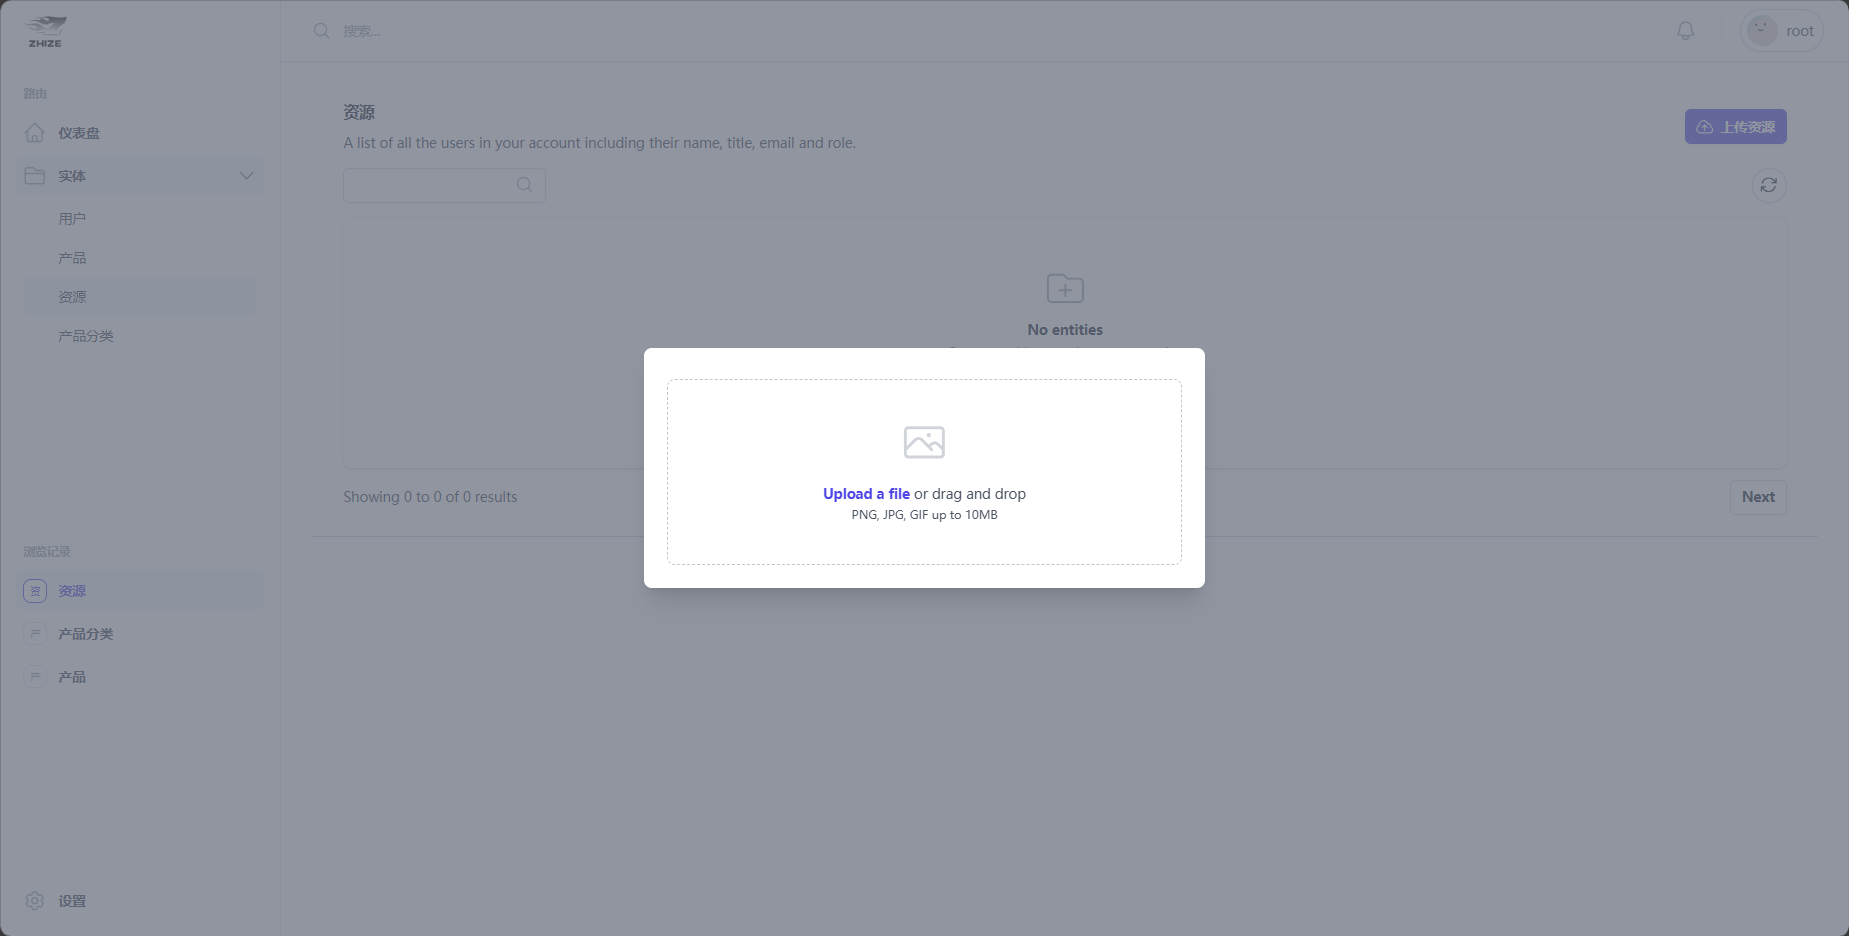 ZHIZE
搜索...
root
路由
仪表盘
实体
用户
产品
资源
产品分类
资源
A list of all the users in your account including their name, title, email and role.
上传资源
No entities
Upload a file or drag and drop
PNG, JPG, GIF up to 10MB
Showing 0 to 0 of 0 results
Next
浏览记录
资 资源
产 产品分类
产 产品
设置